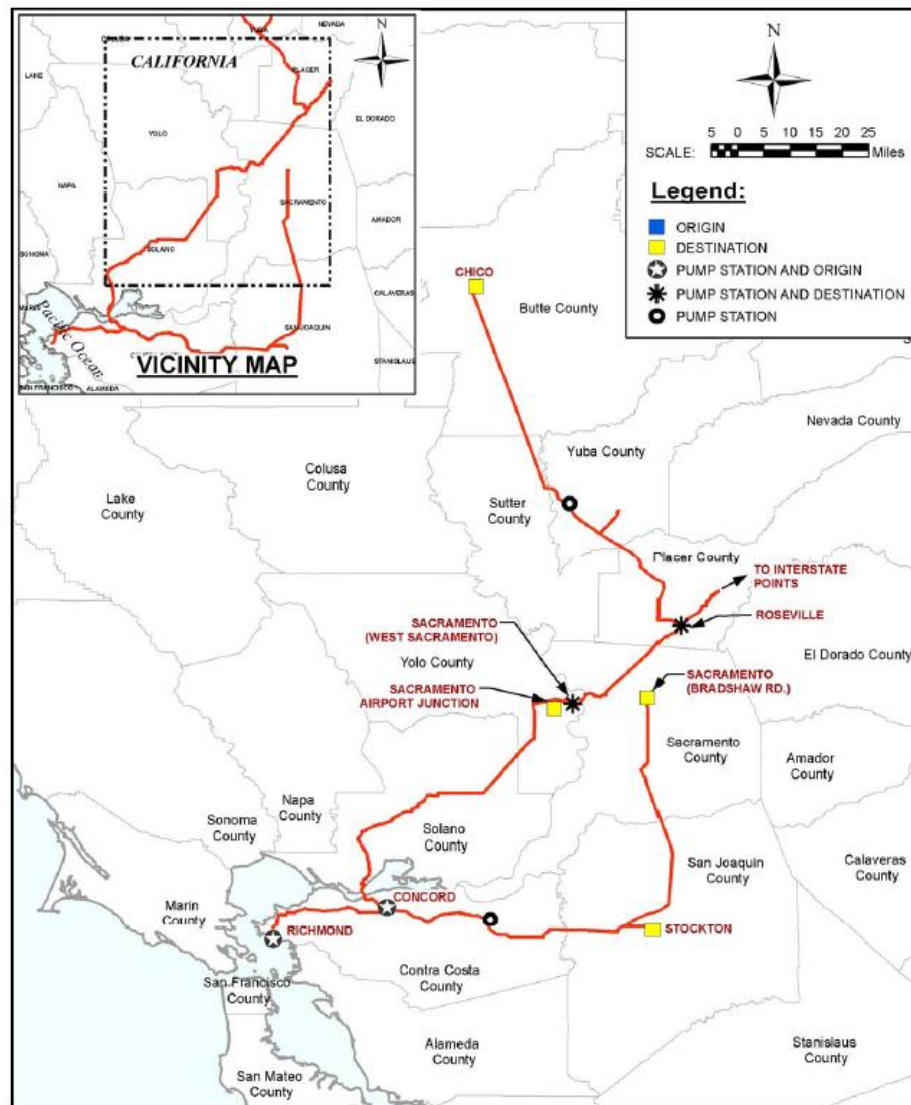 N
NEVADA
YUBA
COLUSA
CALIFORNIA
LAKE
PLACER
EL DORADO
YOLO
NAPA
SACRAMENTO
AMADOR
SOLANO
SONOMA
CALAVERAS
MARIN
Pacific Ocean
SAN JOAQUIN
STANISLAUS
VICINITY MAP
SAN FRANCISCO
ALAMEDA
N
5 0 5 10 15 20 25
SCALE:
Miles
Legend:
ORIGIN
DESTINATION
PUMP STATION AND ORIGIN
PUMP STATION AND DESTINATION
PUMP STATION
CHICO
Butte County
S
Nevada County
Yuba County
Colusa
County
Lake
County
Sutter
County
Placer County
TO INTERSTATE
POINTS
ROSEVILLE
SACRAMENTO
(WEST SACRAMENTO)
Yolo County
El Dorado County
SACRAMENTO
AIRPORT JUNCTION
SACRAMENTO
(BRADSHAW RD.)
Sacramento
County
Amador
County
Napa
County
Sonoma
County
Solano
County
San Joaquin
County
Calaveras
County
Marin
County
CONCORD
RICHMOND
STOCKTON
Contra Costa
County
San Francisco
County
Alameda
County
Stanislaus
County
San Mateo
County